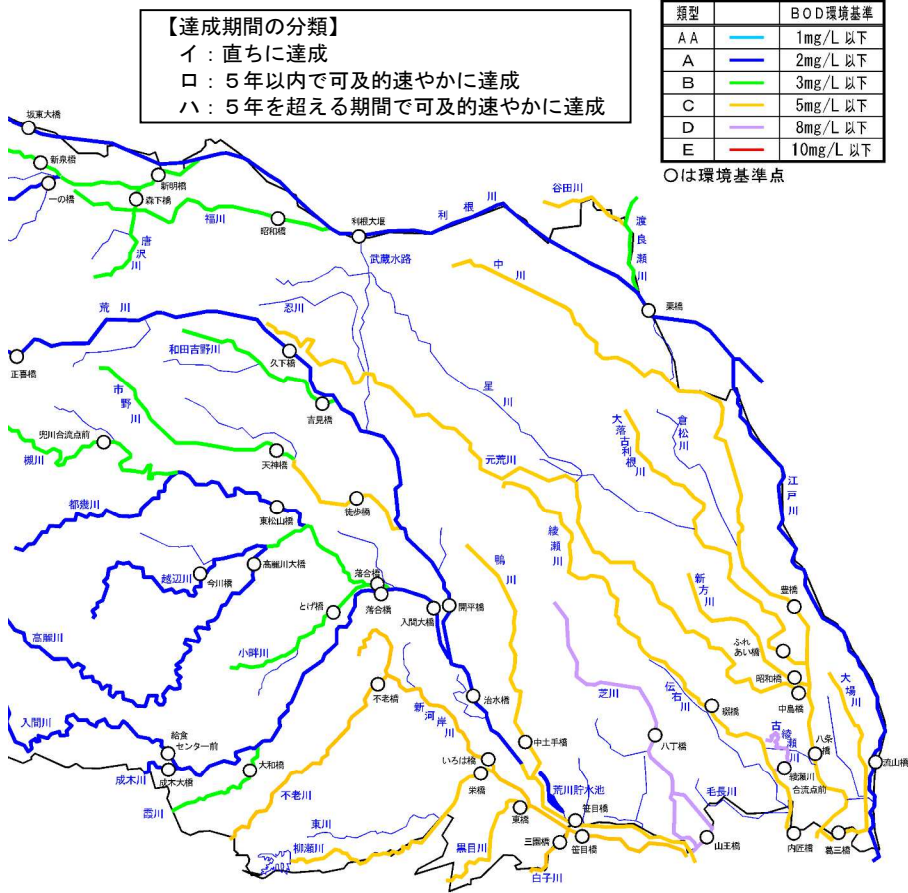 【達成期間の分類】
イ：直ちに達成
ロ：５年以内で可及的速やかに達成
ハ：５年を超える期間で可及的速やかに達成
類型 BOD環境基準
AA 1mg/L 以下
A 2mg/L 以下
B 3mg/L 以下
C 5mg/L 以下
D 8mg/L 以下
E 10mg/L 以下
○は環境基準点
坂東大橋
新泉橋
新明橋
一の橋
森下橋
福川
昭和橋
唐沢川
利根大堰
利根川
谷田川
渡良瀬川
武蔵水路
中川
栗橋
荒川
忍川
和田吉野川
久下橋
正喜橋
吉見橋
市野川
星川
大落古利根川
倉松川
兜川合流点前
槻川
天神橋
元荒川
江戸川
都幾川
東松山橋
徒歩橋
綾瀬川
鴨川
越辺川
今川橋
高麗川大橋
落合橋
落合橋
とげ橋
入間大橋
開平橋
新方川
豊橋
高麗川
小畔川
ふれあい橋
昭和橋
中島橋
大場川
芝川
伝右川
不老橋
新河岸川
治水橋
入間川
給食センター前
成木川
成木大橋
大和橋
霞川
中土手橋
八丁橋
畷橋
古綾瀬川
綾瀬川合流点前
八条橋
流山橋
いろは橋
栄橋
不老川
荒川貯水池
笹目橋
東橋
三園橋
笹目橋
毛長川
山王橋
内匠橋
葛三橋
東川
柳瀬川
黒目川
白子川